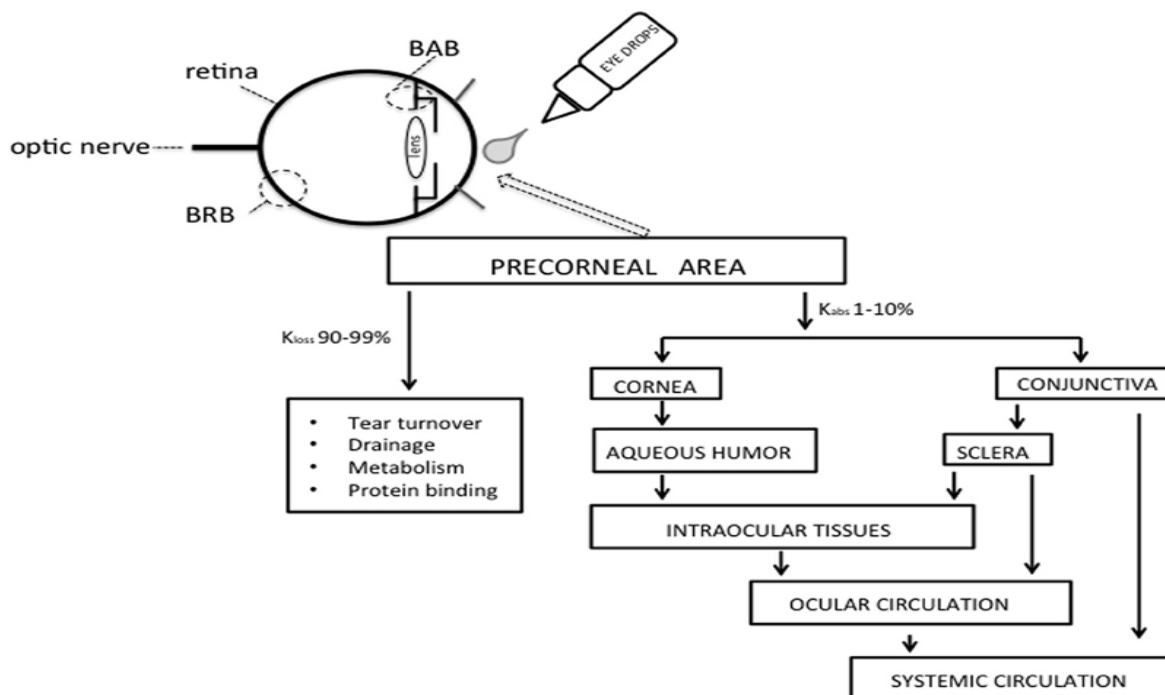 BAB
EYE DROPS
retina
lens
optic nerve
BRB
PRECORNEAL AREA
Kloss 90-99%
Kabs 1-10%
CORNEA
CONJUNCTIVA
• Tear turnover
• Drainage
• Metabolism
• Protein binding
AQUEOUS HUMOR
SCLERA
INTRAOCULAR TISSUES
OCULAR CIRCULATION
SYSTEMIC CIRCULATION